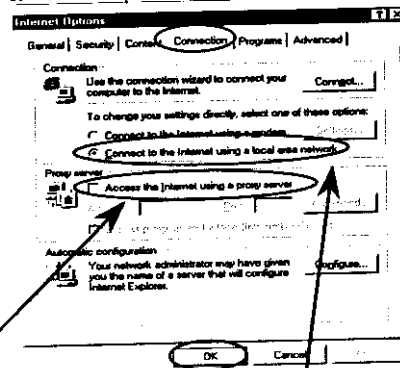 Internet Options
General Security Content Connection Programs Advanced
Connection
Use the connection wizard to connect your
computer to the Internet.
Connect...
To change your settings directly, select one of these options:
Connect to the Internet using a modem
Connect to the Internet using a local area network
Proxy server
Access the Internet using a proxy server
Automatic configuration
Your network administrator may have given
you the name of a server that will configure
Internet Explorer.
Configure...
OK Cancel